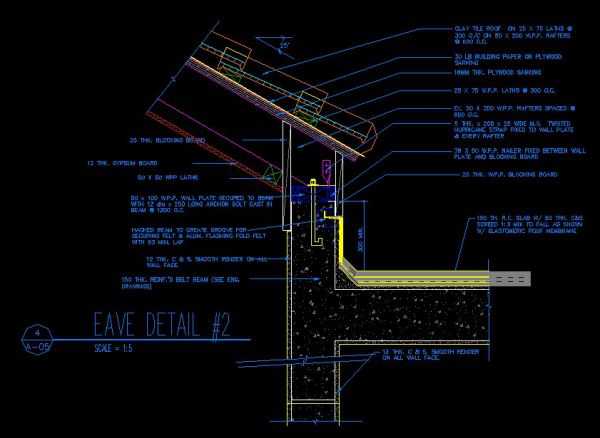 CLAY TILE ROOF ON 25 X 75 LATHS @
300 O/C ON 50 X 200 W.P.P. RAFTERS
@ 600 O.C.
25°
30 LB BUILDING PAPER OR PLYWOOD
SARKING
18MM THK. PLYWOOD SARKING
25 X 75 W.P.P. LATHS @ 300 O.C.
EX. 50 X 200 WPP RAFTERS SPACED @
600 O.C.
5 THK. x 200 x 25 WIDE M.S. TWISTED
HURRICANE STRAP FIXED TO WALL PLATE
@ EVERY RAFTER
75 X 50 W.P. NAILER FIXED BETWEEN WALL
PLATE AND BLOCKING BOARD
25 THK. W.P.P. BLOCKING BOARD
25 THK. BLOCKING BOARD
12 THK. GYPSUM BOARD
50 X 50 WPP LATHS
50 x 100 W.P.P. WALL PLATE SECURED TO BEAM
WITH 12 dia x 250 LONG ANCHOR BOLT CAST IN
BEAM @ 1200 O.C.
HACKED BEAM TO CREATE GROOVE FOR
SECURING FELT & ALUM. FLASHING FOLD FELT
WITH 50 MIN. LAP
12 THK. C & S. SMOOTH RENDER ON ALL
WALL FACE.
150 THK. REINF.'D BELT BEAM (SEE ENG.
DRAWINGS)
300 MIN.
150 TH. R.C. SLAB W/ 50 THK. C&S
SCREED 1:3 MIX TO FALL AS SHOWN
W/ ELASTOMERIC ROOF MEMBRANE
4
A-05
EAVE DETAIL #2
SCALE = 1:5
12 THK. C & S. SMOOTH RENDER
ON ALL WALL FACE.